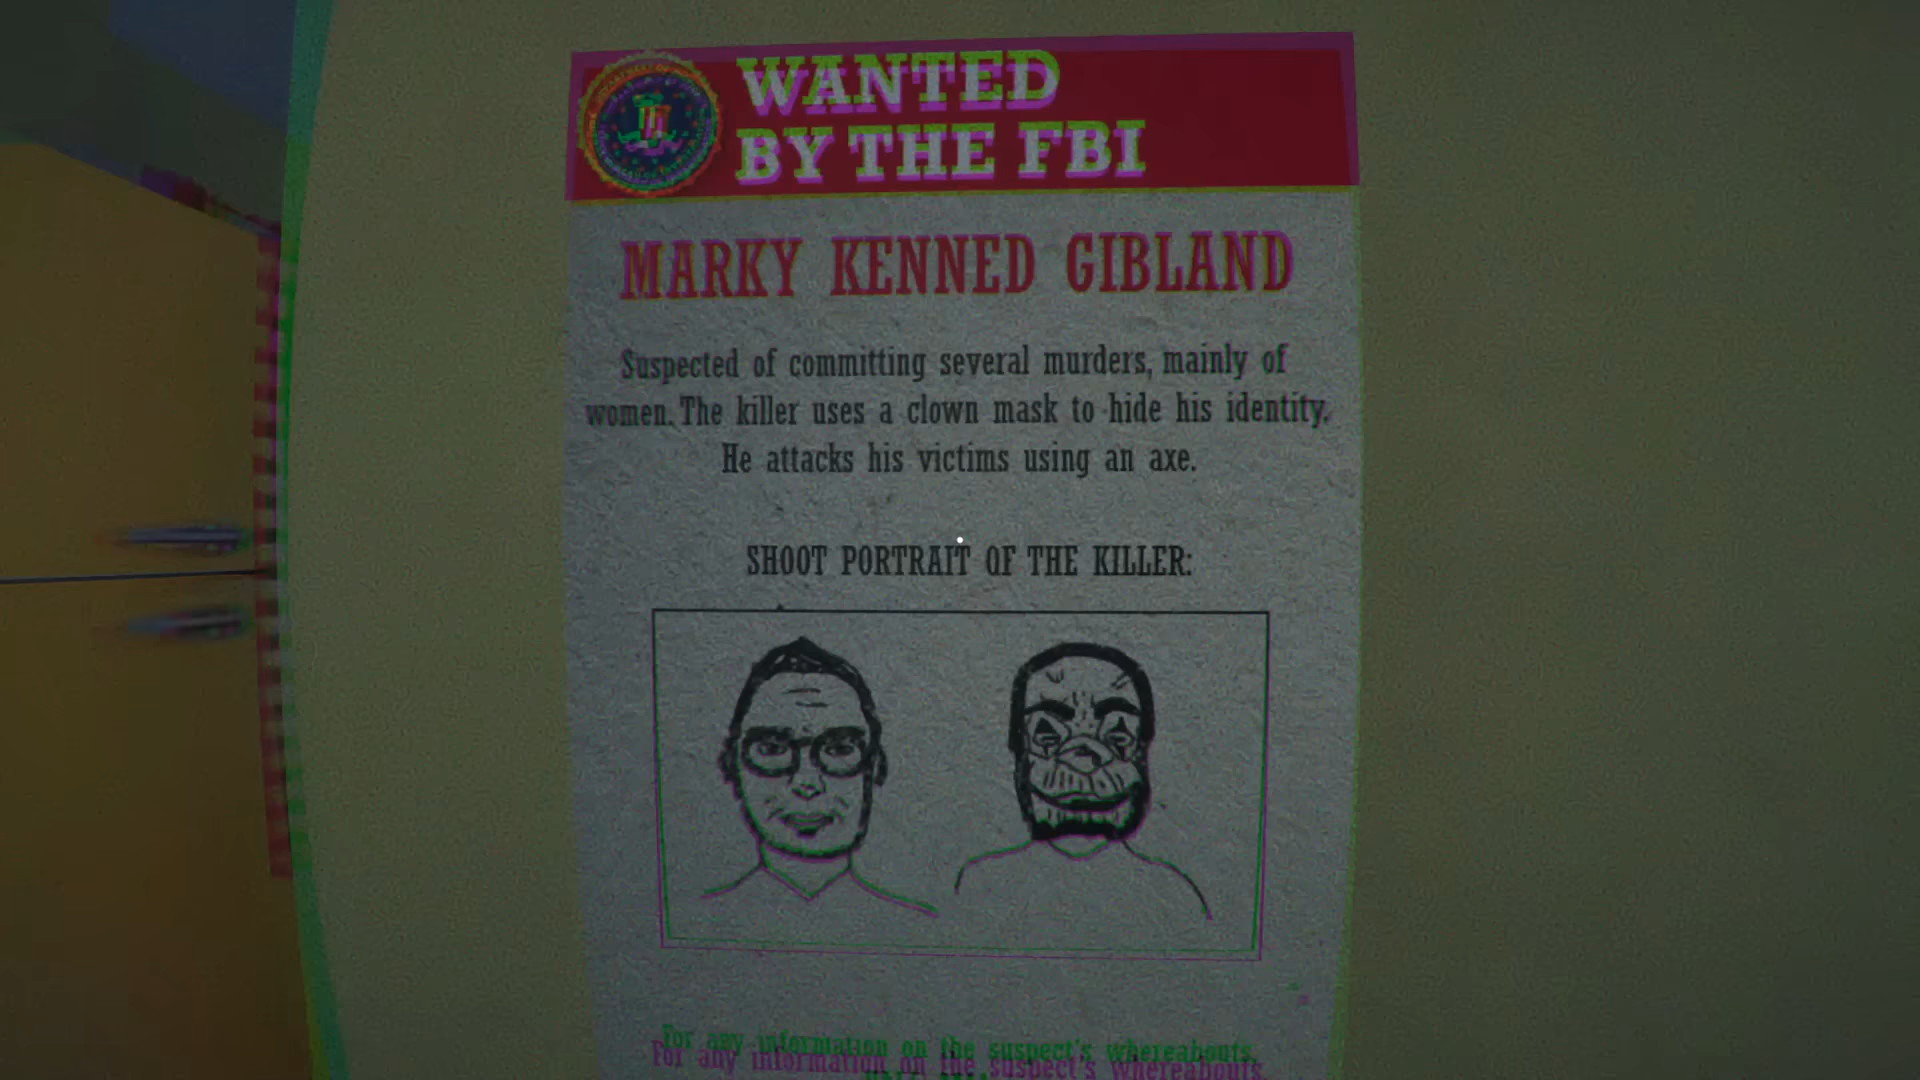 WANTED
BY THE FBI
MARKY KENNED GIBLAND
Suspected of committing several murders, mainly of
women. The killer uses a clown mask to hide his identity.
He attacks his victims using an axe.
SHOOT PORTRAIT OF THE KILLER:
For any information on the suspect's whereabouts,